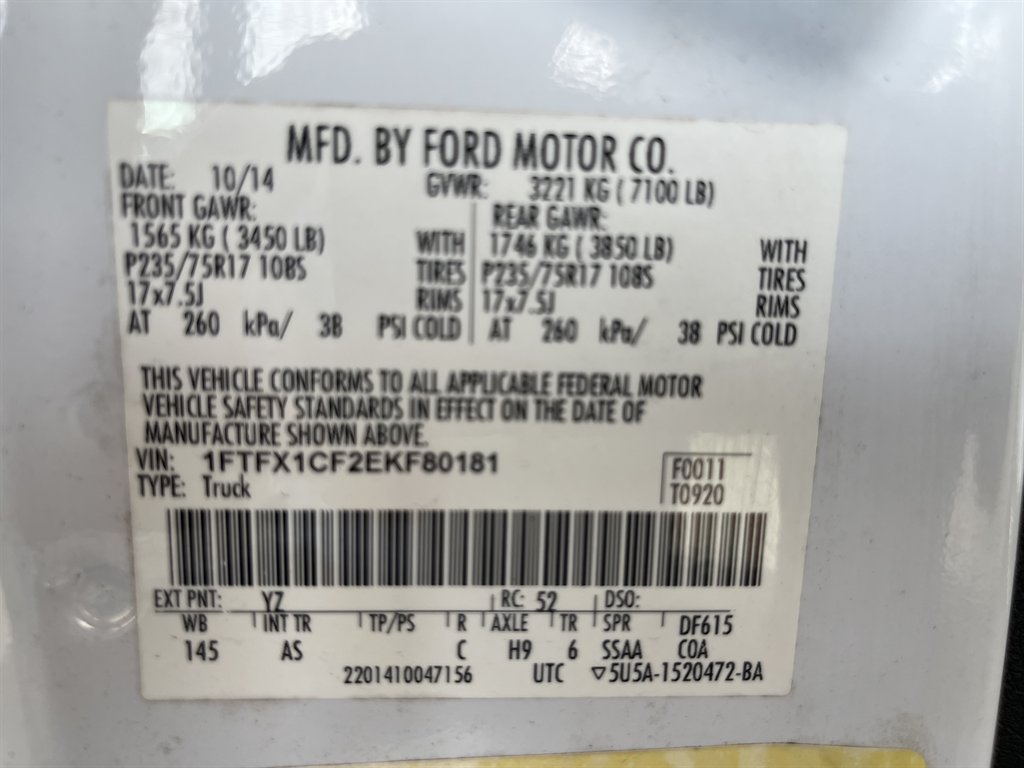 MFD. BY FORD MOTOR CO.
DATE: 10/14 GVWR: 3221 KG ( 7100 LB)
FRONT GAWR: REAR GAWR:
1565 KG ( 3450 LB) WITH 1746 KG ( 3850 LB) WITH
P235/75R17 108S TIRES P235/75R17 108S TIRES
17x7.5J RIMS 17x7.5J RIMS
AT 260 kPa/ 38 PSI COLD AT 260 kPa/ 38 PSI COLD
THIS VEHICLE CONFORMS TO ALL APPLICABLE FEDERAL MOTOR
VEHICLE SAFETY STANDARDS IN EFFECT ON THE DATE OF
MANUFACTURE SHOWN ABOVE.
VIN: 1FTFX1CF2EKF80181 F0011
TYPE: Truck T0920
EXT PNT: YZ RC: 52 DSO:
WB INT TR TP/PS R AXLE TR SPR DF615
145 AS C H9 6 SSAA COA
2201410047156 UTC ▽5U5A-1520472-BA